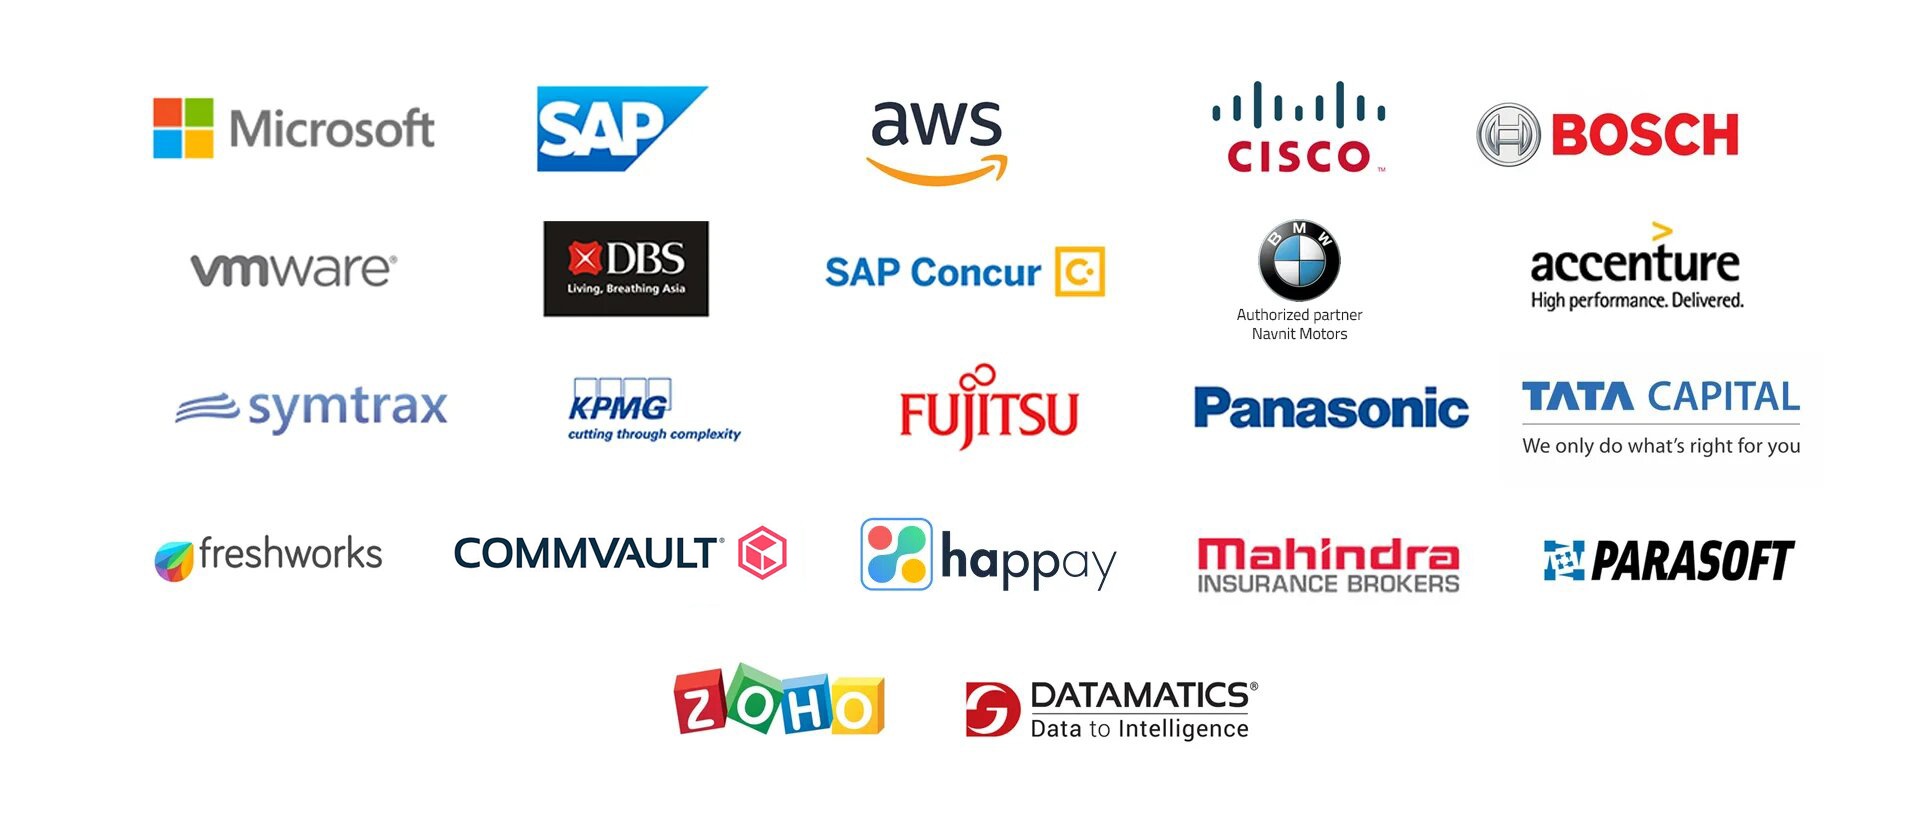 Microsoft
SAP
aws
CISCO™
BOSCH
vmware®
DBS
Living, Breathing Asia
SAP Concur C
BMW
Authorized partner
Navnit Motors
accenture
High performance. Delivered.
symtrax
KPMG
cutting through complexity
FUJITSU
Panasonic
TATA CAPITAL
We only do what's right for you
freshworks
COMMVAULT®
happay
Mahindra
INSURANCE BROKERS
PARASOFT
ZOHO
DATAMATICS®
Data to Intelligence